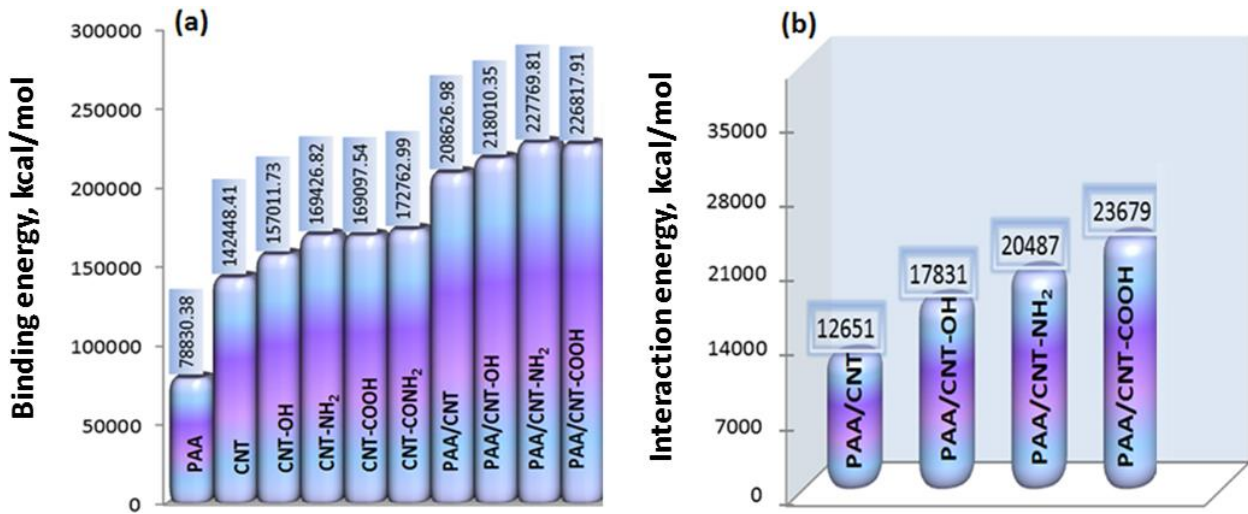 (a)
Binding energy, kcal/mol
300000
250000
200000
150000
100000
50000
0
78830.38
142448.41
157011.73
169426.82
169097.54
172762.99
208626.98
218010.35
227769.81
226817.91
PAA
CNT
CNT-OH
CNT-NH₂
CNT-COOH
CNT-CONH₂
PAA/CNT
PAA/CNT-OH
PAA/CNT-NH₂
PAA/CNT-COOH
(b)
Interaction energy, kcal/mol
35000
28000
21000
14000
7000
0
12651
17831
20487
23679
PAA/CNT
PAA/CNT-OH
PAA/CNT-NH₂
PAA/CNT-COOH